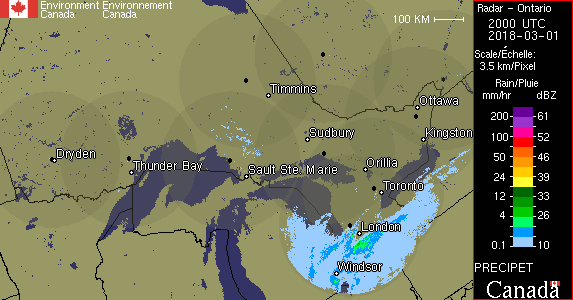 Environment Environnement
Canada Canada
100 KM
Timmins
Ottawa
Sudbury
Kingston
Dryden
Thunder Bay
Sault Ste. Marie
Orillia
Toronto
London
Windsor
Radar - Ontario
2000 UTC
2018-03-01
Scale/Échelle:
3.5 km/Pixel
Rain/Pluie
mm/hr dBZ
200 61
100 52
50 46
24 39
12 33
4 26
0.1 10
PRECIPET
Canada